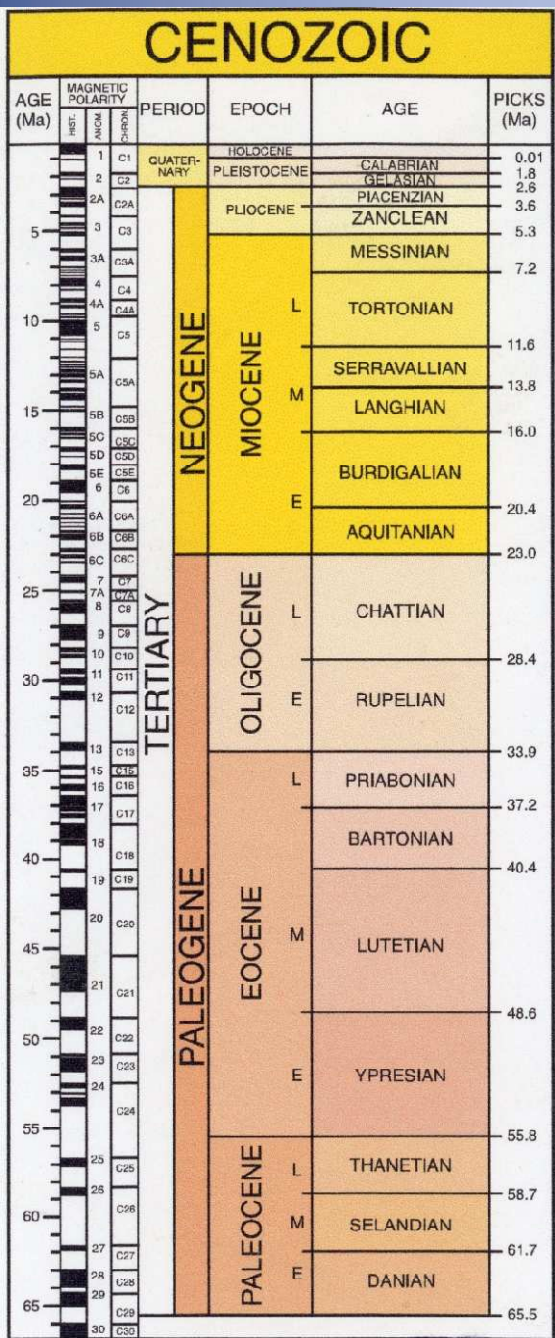 CENOZOIC
AGE (Ma)
MAGNETIC POLARITY
HIST.
ANOM.
CHRON.
PERIOD
EPOCH
AGE
PICKS (Ma)
5
10
15
20
25
30
35
40
45
50
55
60
65
1
2
2A
3
3A
4
4A
5
5A
5B
5C
5D
5E
6
6A
6B
6C
7
7A
8
9
10
11
12
13
15
16
17
18
19
20
21
22
23
24
25
26
27
28
29
30
C1
C2
C2A
C3
C3A
C4
C4A
C5
C5A
C5B
C5C
C5D
C5E
C6
C6A
C6B
C6C
C7
C7A
C8
C9
C10
C11
C12
C13
C15
C16
C17
C18
C19
C20
C21
C22
C23
C24
C25
C26
C27
C28
C29
C30
QUATER-
NARY
TERTIARY
NEOGENE
PALEOGENE
HOLOCENE
PLEISTOCENE
PLIOCENE
MIOCENE
L
M
E
OLIGOCENE
L
E
EOCENE
L
M
E
PALEOCENE
L
M
E
CALABRIAN
GELASIAN
PIACENZIAN
ZANCLEAN
MESSINIAN
TORTONIAN
SERRAVALLIAN
LANGHIAN
BURDIGALIAN
AQUITANIAN
CHATTIAN
RUPELIAN
PRIABONIAN
BARTONIAN
LUTETIAN
YPRESIAN
THANETIAN
SELANDIAN
DANIAN
0.01
1.8
2.6
3.6
5.3
7.2
11.6
13.8
16.0
20.4
23.0
28.4
33.9
37.2
40.4
48.6
55.8
58.7
61.7
65.5